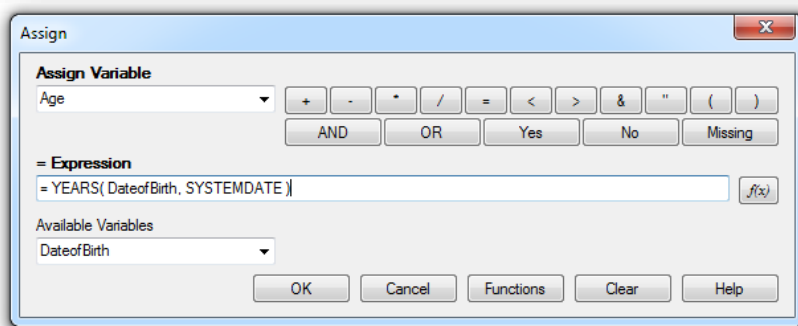 Assign
x
Assign Variable
Age
+ - * / = < > & " ( )
AND OR Yes No Missing
= Expression
= YEARS( DateofBirth, SYSTEMDATE )
f(x)
Available Variables
DateofBirth
OK Cancel Functions Clear Help